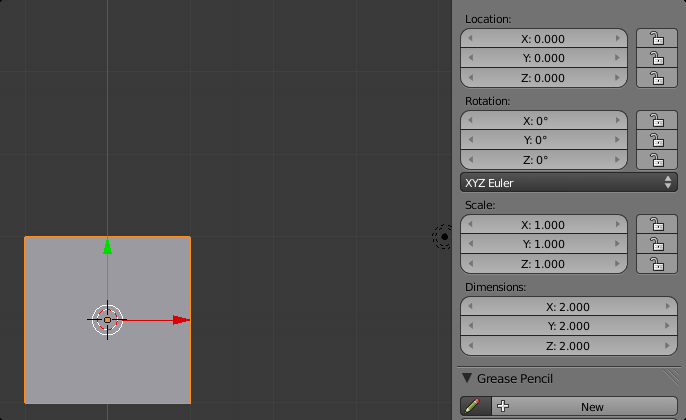 Location:
X: 0.000
Y: 0.000
Z: 0.000
Rotation:
X: 0°
Y: 0°
Z: 0°
XYZ Euler
Scale:
X: 1.000
Y: 1.000
Z: 1.000
Dimensions:
X: 2.000
Y: 2.000
Z: 2.000
Grease Pencil
New